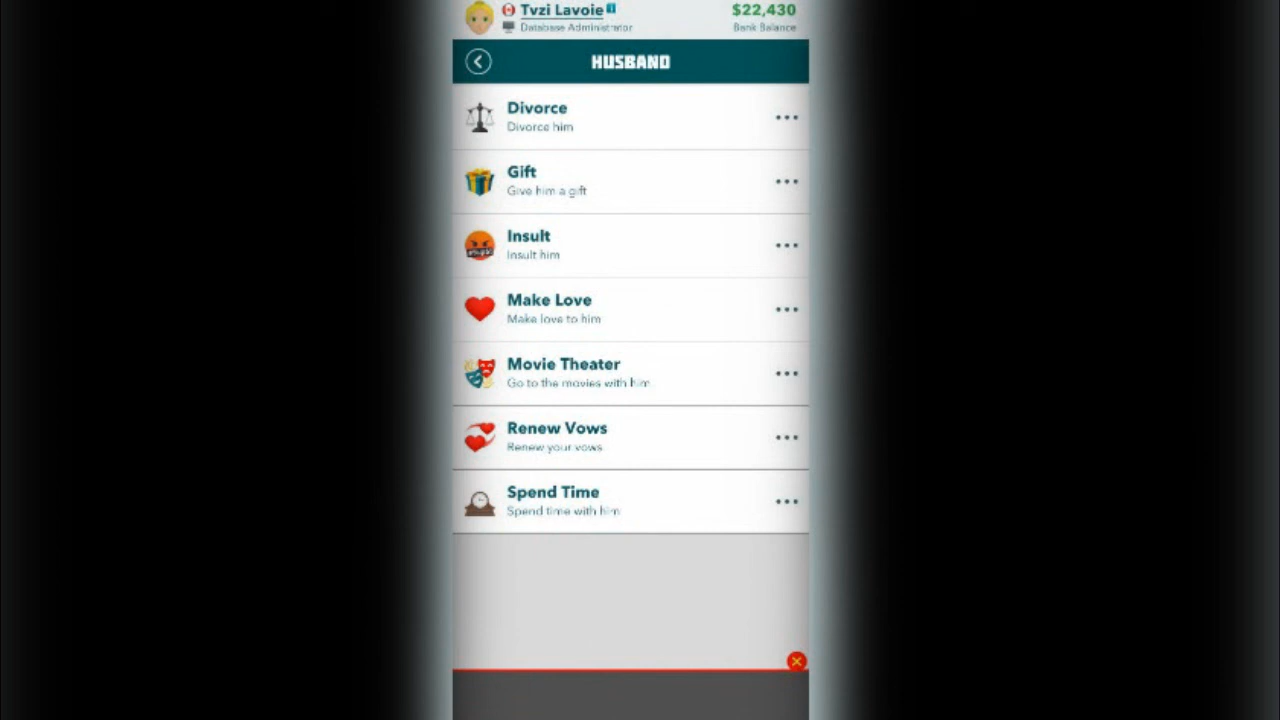 Tvzi Lavoie
$22,430
Database Administrator
Bank Balance
HUSBAND
Divorce
Divorce him
Gift
Give him a gift
Insult
Insult him
Make Love
Make love to him
Movie Theater
Go to the movies with him
Renew Vows
Renew your vows
Spend Time
Spend time with him